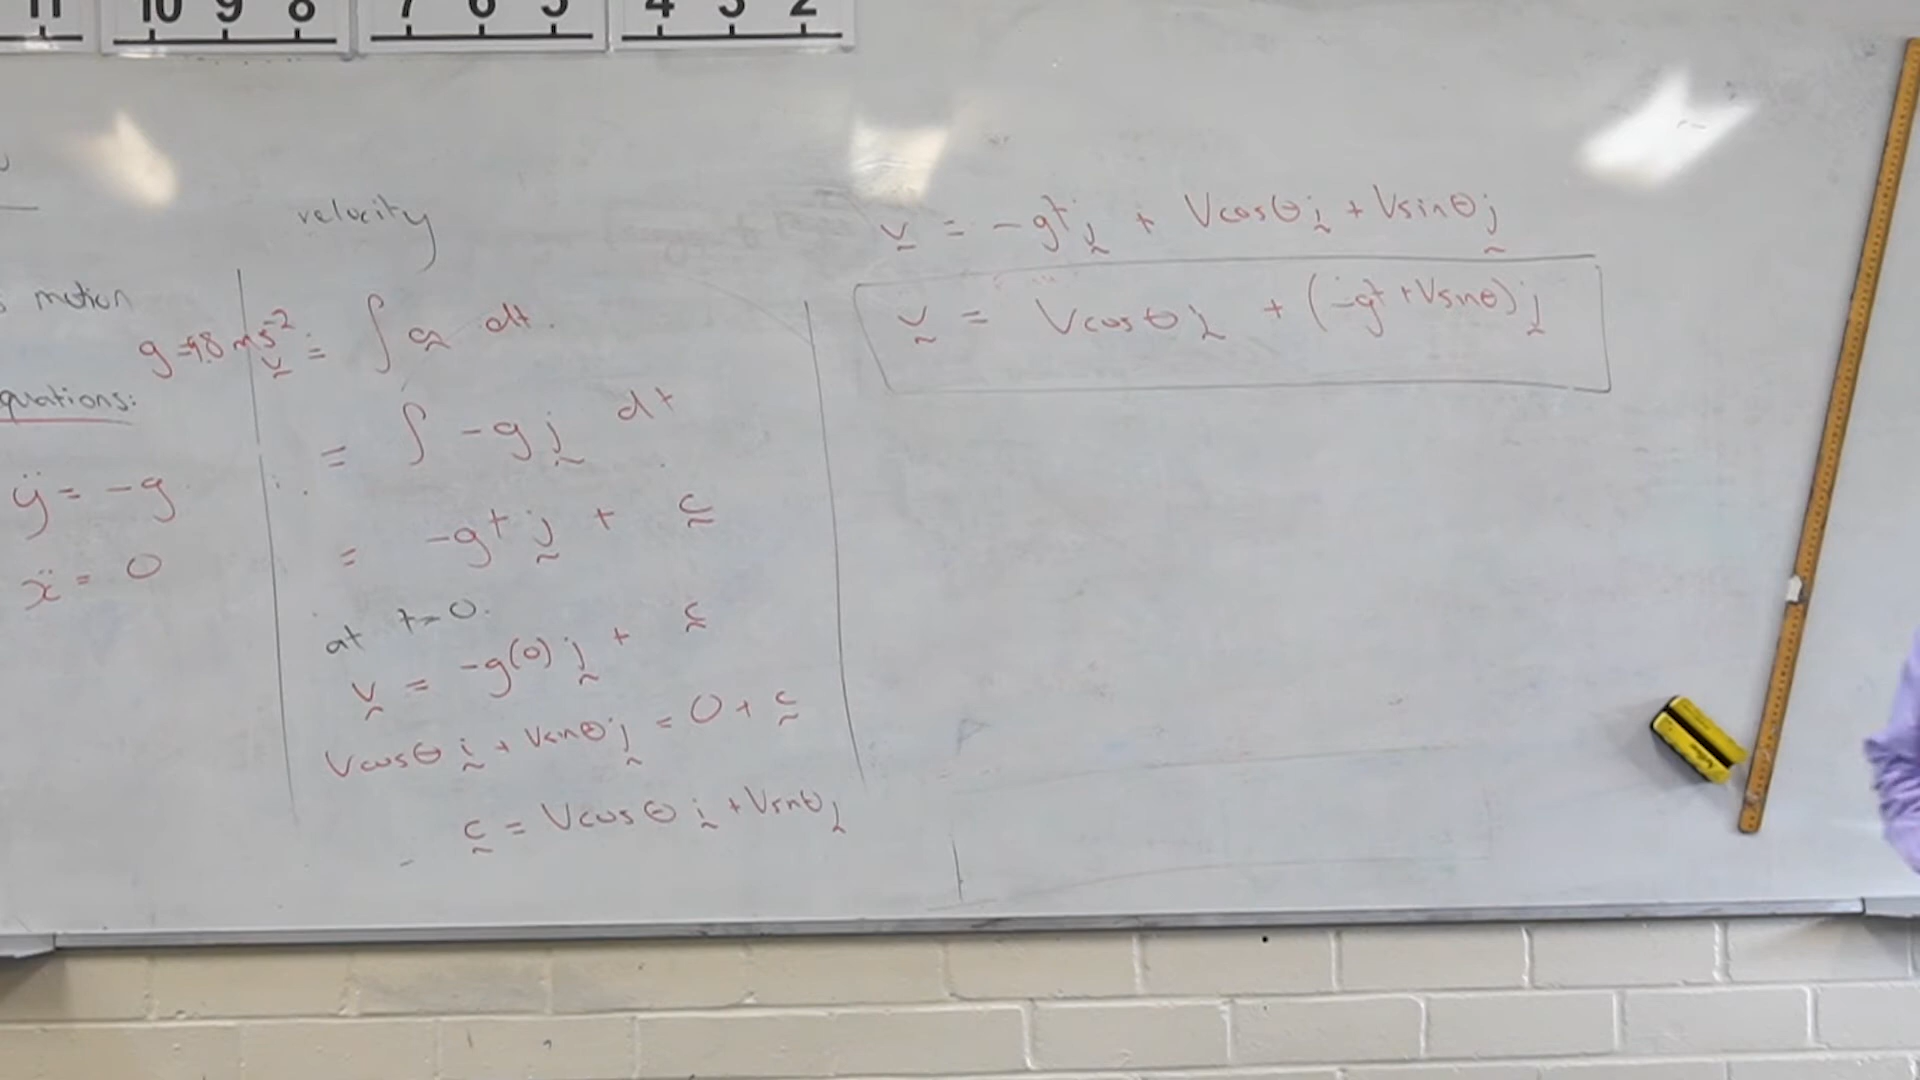 11 10 9 8 7 6 5 4 3 2
s motion
g=9.8 ms⁻²
quations:
ÿ = -g
ẍ = 0
velocity
v = ∫ a dt.
= ∫ -g j dt
= -gt j + c
at t=0.
v = -g(0) j + c
Vcosθ i + Vsinθ j = 0 + c
c = Vcosθ i + Vsinθ j
v = -gt j + Vcosθ i + Vsinθ j
v = Vcosθ i + (-gt + Vsinθ) j